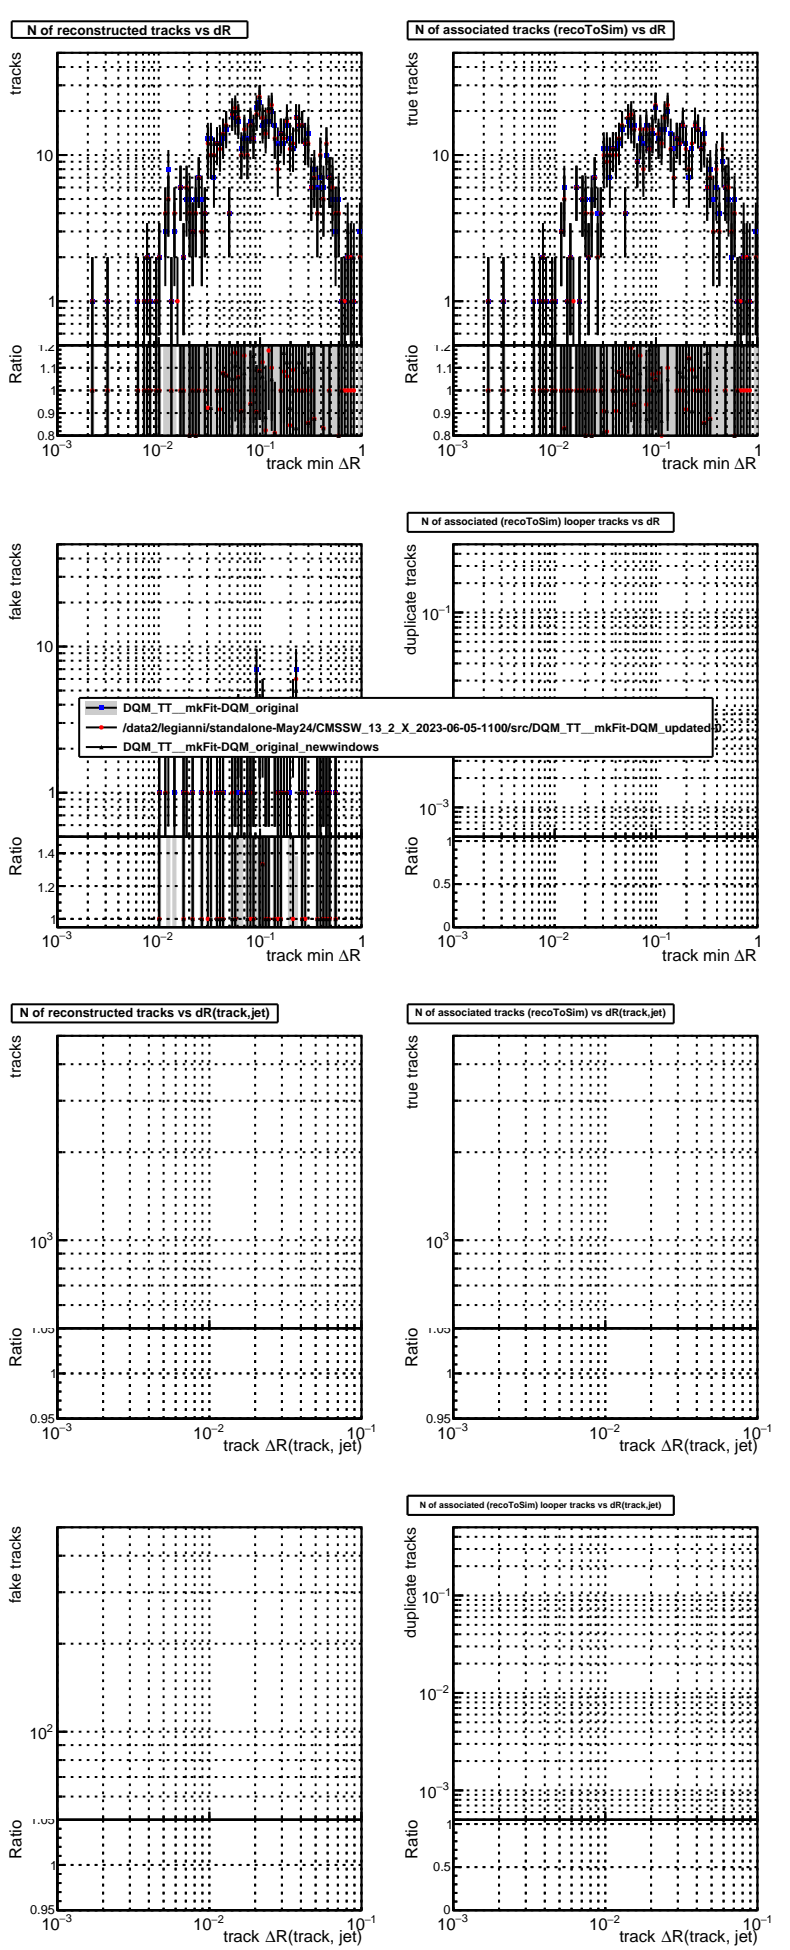 N of reconstructed tracks vs dR
N of associated tracks (recoToSim) vs dR
tracks
10
1
Ratio
1.2
1.1
1
0.9
0.8
10−3
10−2
10−1
1
track min ΔR
true tracks
10
1
Ratio
1.2
1.1
1
0.9
0.8
10−3
10−2
10−1
1
track min ΔR
N of associated (recoToSim) looper tracks vs dR
fake tracks
10
1
Ratio
1.4
1.2
1
10−3
10−2
10−1
1
track min ΔR
duplicate tracks
10−1
10−3
Ratio
1
0.5
0
10−3
10−2
10−1
1
track min ΔR
DQM_TT__mkFit-DQM_original
/data2/legianni/standalone-May24/CMSSW_13_2_X_2023-06-05-1100/src/DQM_TT__mkFit-DQM_updated
DQM_TT__mkFit-DQM_original_newwindows
N of reconstructed tracks vs dR(track,jet)
N of associated tracks (recoToSim) vs dR(track,jet)
tracks
103
Ratio
1.05
1
0.95
10−3
10−2
10−1
track ΔR(track, jet)
true tracks
103
Ratio
1.05
1
0.95
10−3
10−2
10−1
track ΔR(track, jet)
N of associated (recoToSim) looper tracks vs dR(track,jet)
fake tracks
102
Ratio
1.05
1
0.95
10−3
10−2
10−1
track ΔR(track, jet)
duplicate tracks
10−1
10−2
10−3
Ratio
1
0.5
0
10−3
10−2
10−1
track ΔR(track, jet)